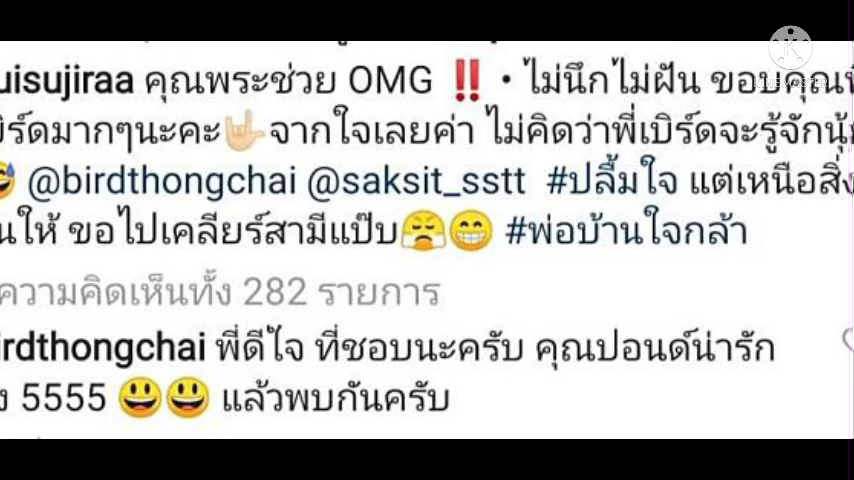 uisujiraa คุณพระช่วย OMG ‼️ • ไม่นึกไม่ฝัน ขอบคุณ
เบิร์ดมากๆนะคะ🤟🏻จากใจเลยค่า ไม่คิดว่าพี่เบิร์ดจะรู้จักนุ้
😅 @birdthongchai @saksit_sstt #ปลื้มใจ แต่เหนือสิ่ง
ให้ ขอไปเคลียร์สามีแป๊บ😤😁 #พ่อบ้านใจกล้า
ความคิดเห็นทั้ง 282 รายการ
irdthongchai พี่ดีใจ ที่ชอบนะครับ คุณปอนด์น่ารัก
5555 😃😃 แล้วพบกันครับ